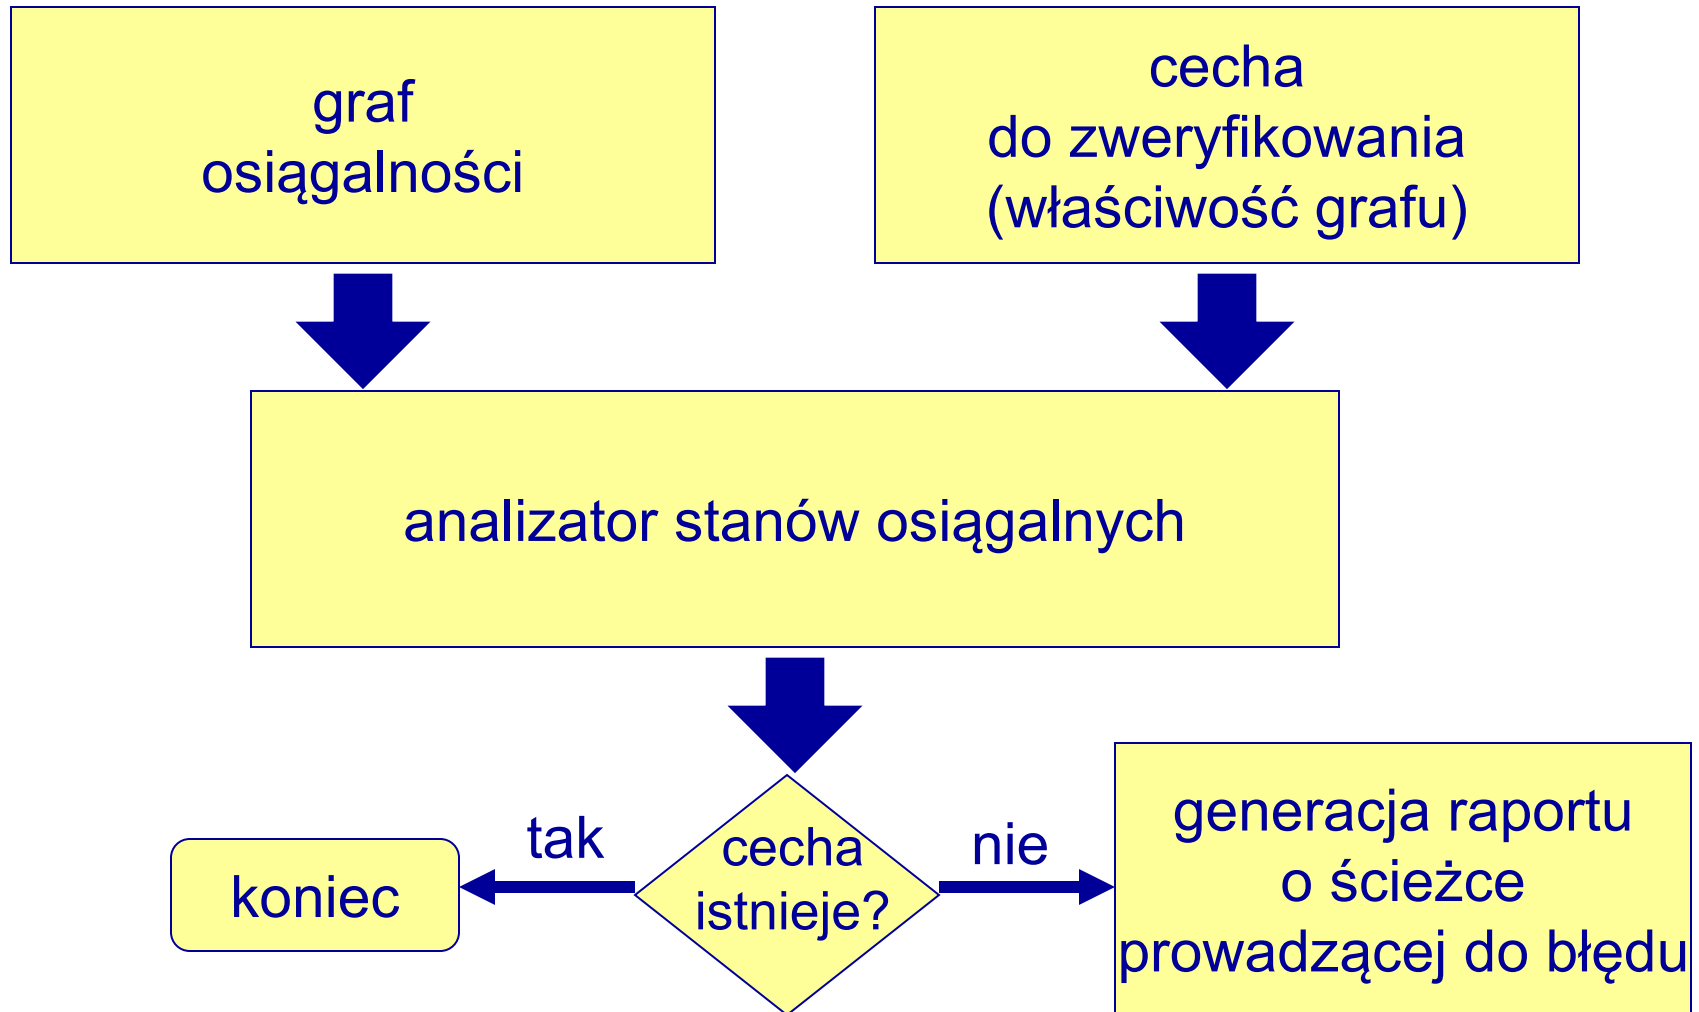 graf
osiągalności
cecha
do zweryfikowania
(właściwość grafu)
analizator stanów osiągalnych
cecha
istnieje?
tak
koniec
nie
generacja raportu
o ścieżce
prowadzącej do błędu